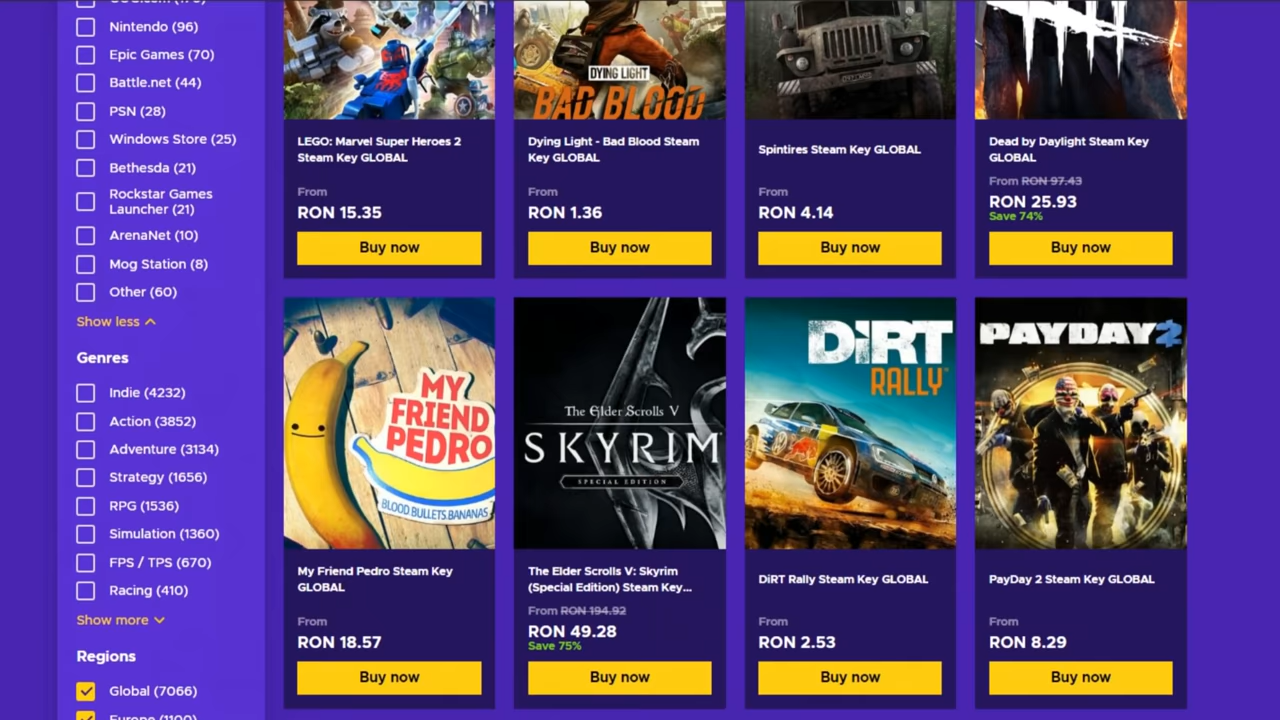 Nintendo (96)
Epic Games (70)
Battle.net (44)
PSN (28)
Windows Store (25)
Bethesda (21)
Rockstar Games
Launcher (21)
ArenaNet (10)
Mog Station (8)
Other (60)
Show less
Genres
Indie (4232)
Action (3852)
Adventure (3134)
Strategy (1656)
RPG (1536)
Simulation (1360)
FPS / TPS (670)
Racing (410)
Show more
Regions
Global (7066)
Europe (1100)
LEGO: Marvel Super Heroes 2
Steam Key GLOBAL
From
RON 15.35
Buy now
DYING LIGHT
BAD BLOOD
Dying Light - Bad Blood Steam
Key GLOBAL
From
RON 1.36
Buy now
Spintires Steam Key GLOBAL
From
RON 4.14
Buy now
Dead by Daylight Steam Key
GLOBAL
From RON 97.43
RON 25.93
Save 74%
Buy now
MY
FRIEND
PEDRO
BLOOD BULLETS BANANAS
My Friend Pedro Steam Key
GLOBAL
From
RON 18.57
Buy now
The Elder Scrolls V
SKYRIM
SPECIAL EDITION
The Elder Scrolls V: Skyrim
(Special Edition) Steam Key...
From RON 194.92
RON 49.28
Save 75%
Buy now
DiRT
RALLY
DiRT Rally Steam Key GLOBAL
From
RON 2.53
Buy now
PAYDAY 2
PayDay 2 Steam Key GLOBAL
From
RON 8.29
Buy now